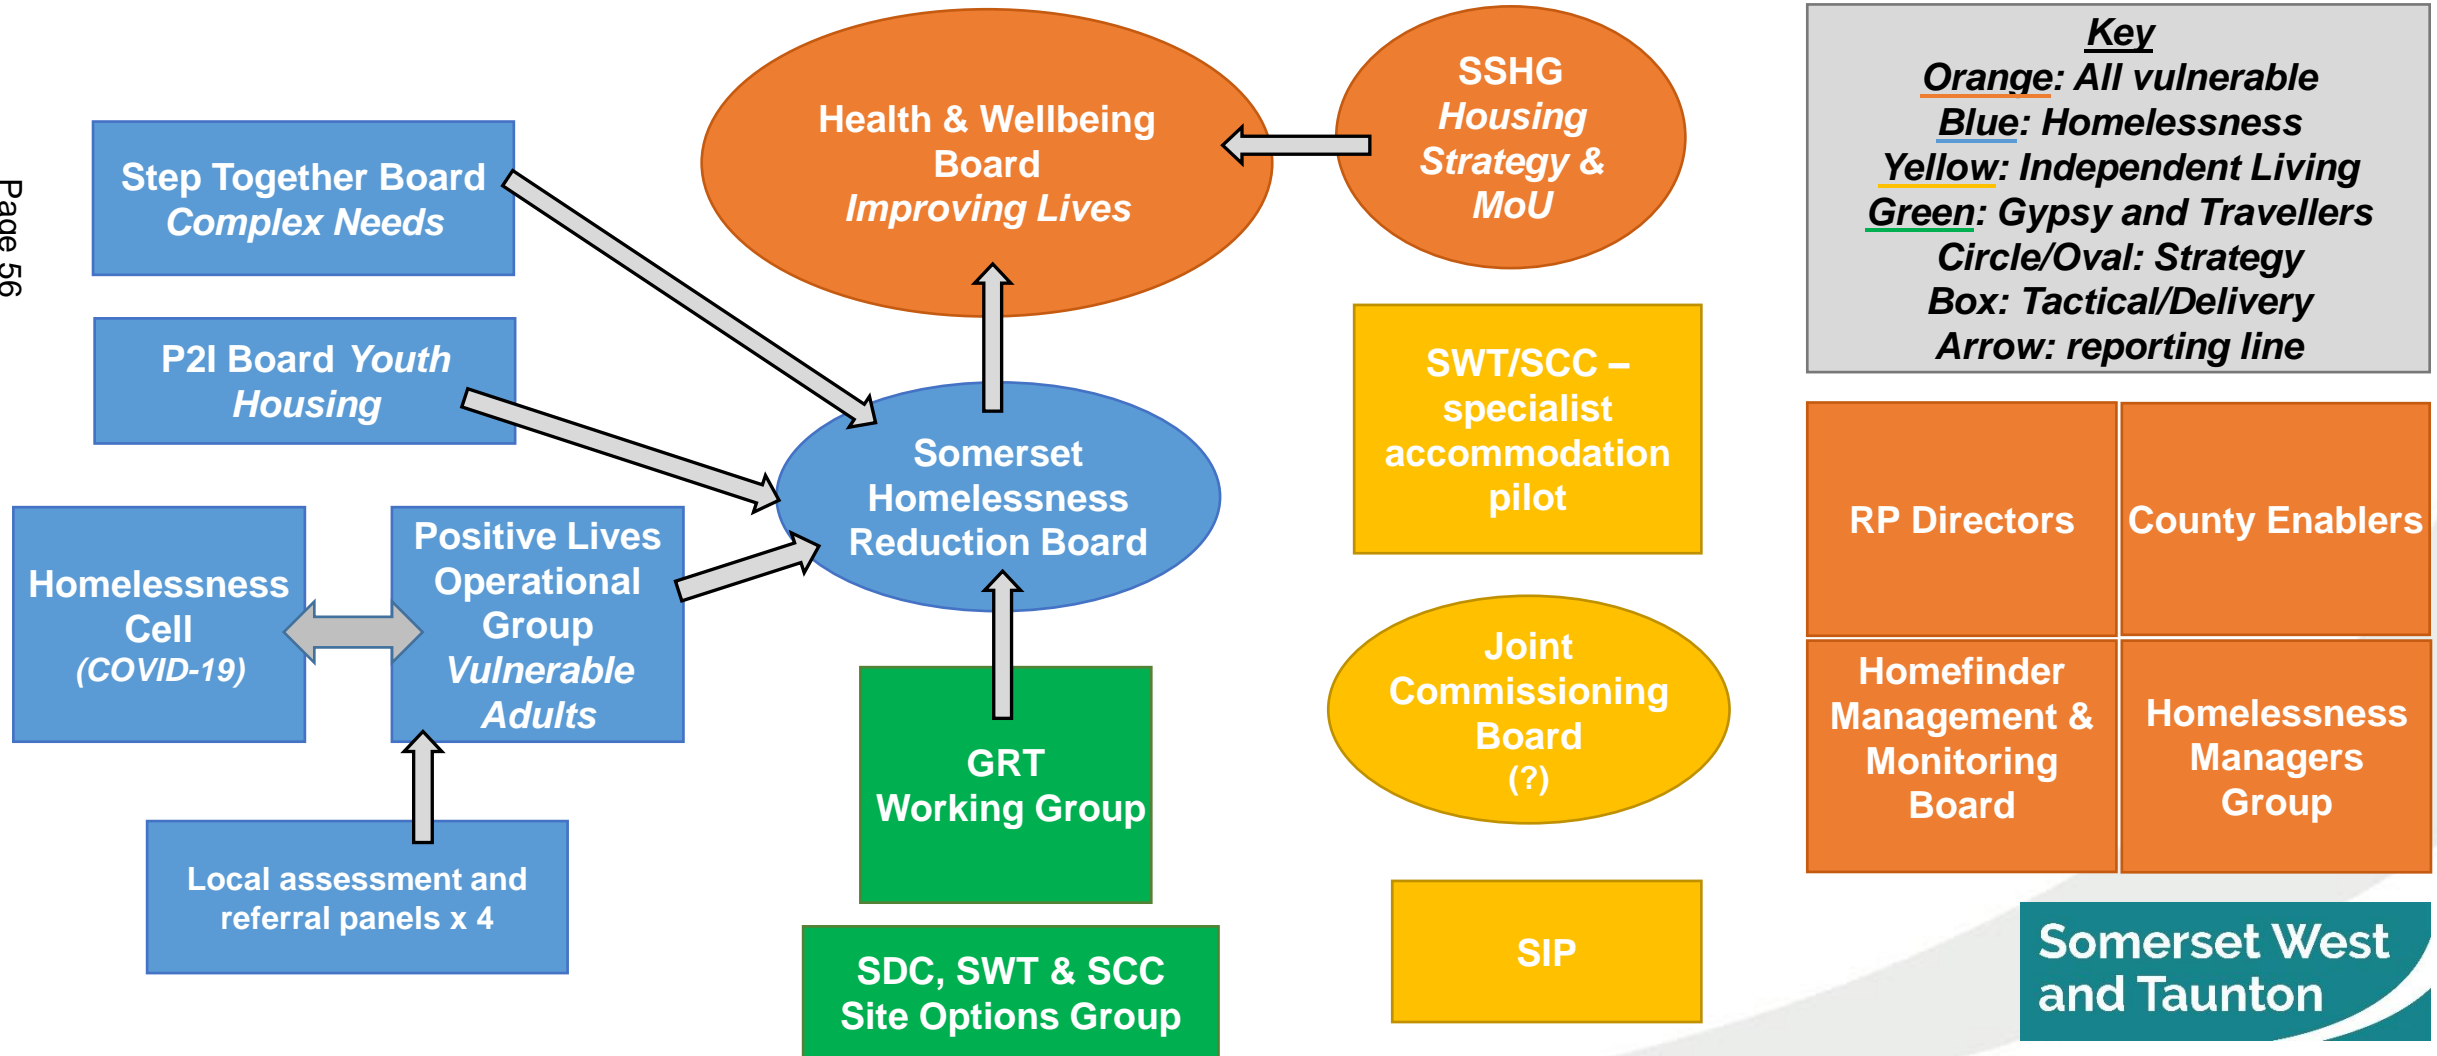 Page 56
Step Together Board
Complex Needs
P2I Board Youth
Housing
Homelessness
Cell
(COVID-19)
Positive Lives
Operational
Group
Vulnerable
Adults
Local assessment and
referral panels x 4
Health & Wellbeing
Board
Improving Lives
Somerset
Homelessness
Reduction Board
GRT
Working Group
SDC, SWT & SCC
Site Options Group
SSHG
Housing
Strategy &
MoU
SWT/SCC –
specialist
accommodation
pilot
Joint
Commissioning
Board
(?)
SIP
Key
Orange: All vulnerable
Blue: Homelessness
Yellow: Independent Living
Green: Gypsy and Travellers
Circle/Oval: Strategy
Box: Tactical/Delivery
Arrow: reporting line
RP Directors
County Enablers
Homefinder
Management &
Monitoring
Board
Homelessness
Managers
Group
Somerset West
and Taunton